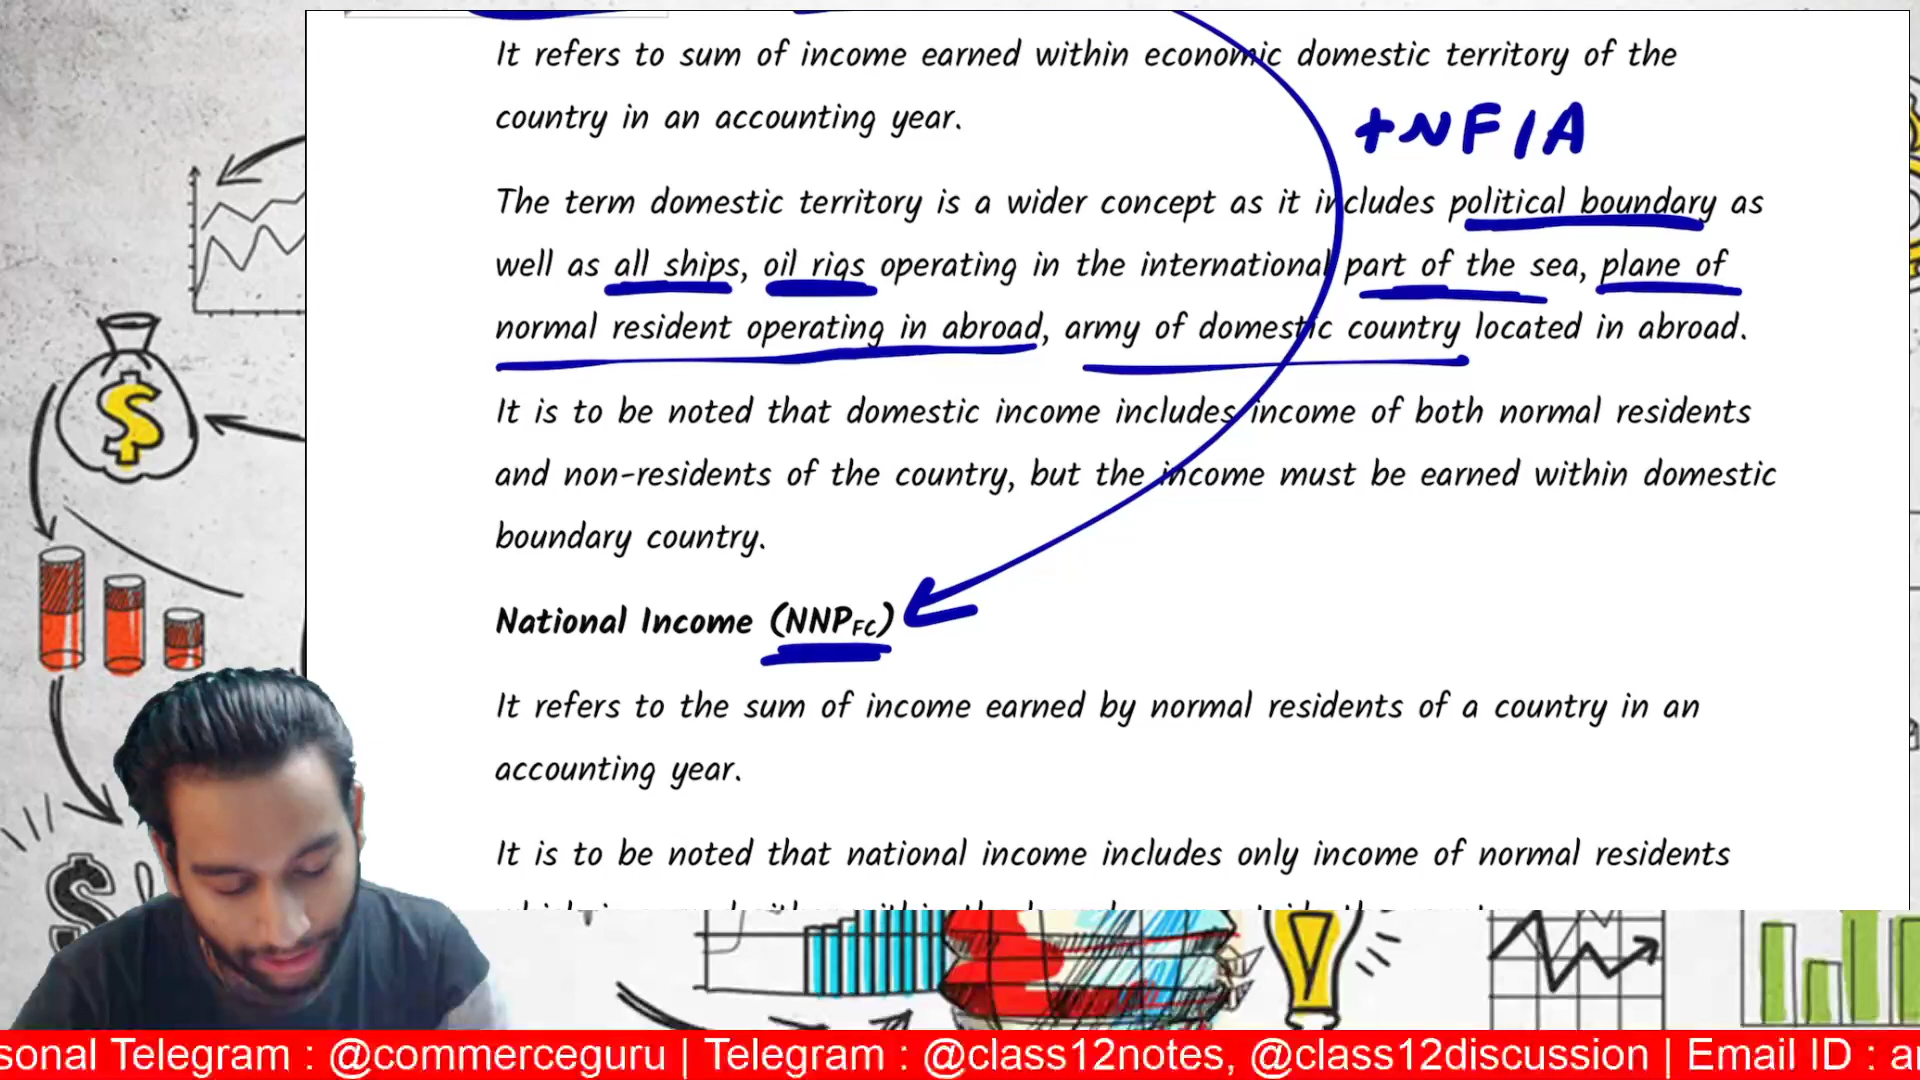 It refers to sum of income earned within economic domestic territory of the
country in an accounting year.
+NFIA
The term domestic territory is a wider concept as it includes political boundary as
well as all ships, oil rigs operating in the international part of the sea, plane of
normal resident operating in abroad, army of domestic country located in abroad.
It is to be noted that domestic income includes income of both normal residents
and non-residents of the country, but the income must be earned within domestic
boundary country.
National Income (NNPFC)
It refers to the sum of income earned by normal residents of a country in an
accounting year.
It is to be noted that national income includes only income of normal residents
sonal Telegram : @commerceguru | Telegram : @class12notes, @class12discussion | Email ID : a